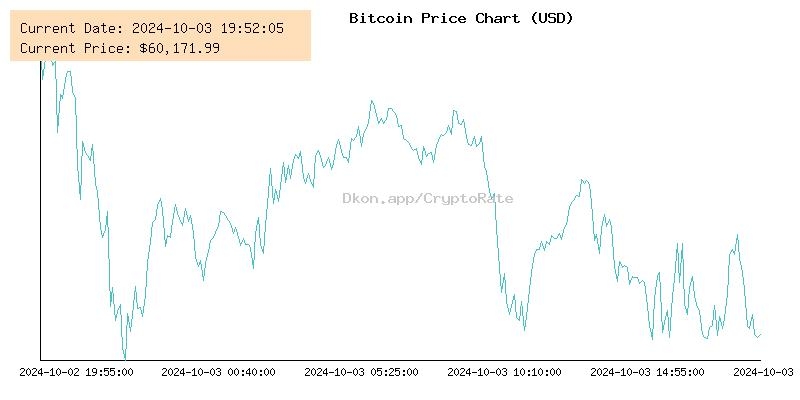 Bitcoin Price Chart (USD)
Current Date: 2024-10-03 19:52:05
Current Price: $60,171.99
Dkon.app/CryptoRate
2024-10-02 19:55:00 2024-10-03 00:40:00 2024-10-03 05:25:00 2024-10-03 10:10:00 2024-10-03 14:55:00 2024-10-03